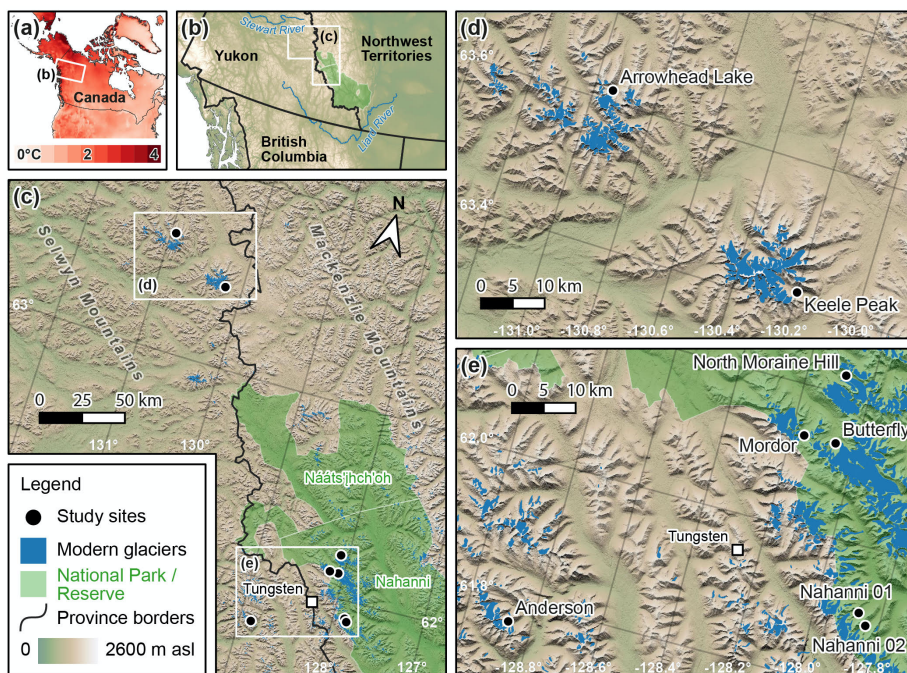 (a)
(b)
Canada
0°C 2 4
(b)
Stewart River
(c)
Yukon
Northwest
Territories
British
Columbia
Liard River
(c)
N
Selwyn Mountains
Mackenzie Mountains
(d)
63°
0 25 50 km
131° 130°
Nááts'įhch'oh
(e)
Tungsten
Nahanni
62°
128° 127°
Legend
Study sites
Modern glaciers
National Park /
Reserve
Province borders
0 2600 m asl
(d)
63.6°
Arrowhead Lake
63.4°
0 5 10 km
Keele Peak
-131.0° -130.8° -130.6° -130.4° -130.2° -130.0°
(e)
0 5 10 km
North Moraine Hill
62.0°
Mordor
Butterfly
Tungsten
61.8°
Anderson
Nahanni 01
Nahanni 02
-128.8° -128.6° -128.4° -128.2° -128.0° -127.8°